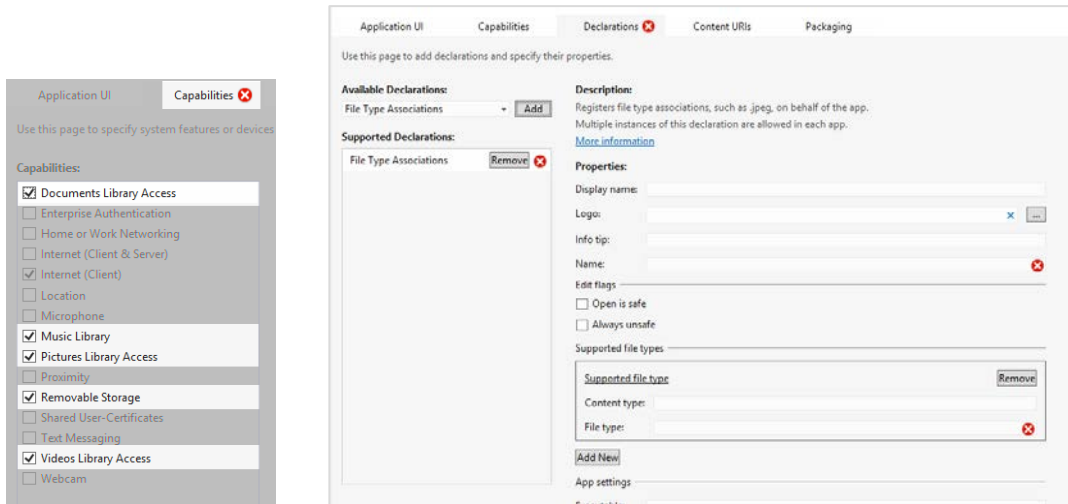 Application UI
Capabilities
Use this page to specify system features or devices
Capabilities:
Documents Library Access
Enterprise Authentication
Home or Work Networking
Internet (Client & Server)
Internet (Client)
Location
Microphone
Music Library
Pictures Library Access
Proximity
Removable Storage
Shared User-Certificates
Text Messaging
Videos Library Access
Webcam
Application UI
Capabilities
Declarations
Content URIs
Packaging
Use this page to add declarations and specify their properties.
Available Declarations:
File Type Associations
Add
Supported Declarations:
File Type Associations
Remove
Description:
Registers file type associations, such as .jpeg, on behalf of the app.
Multiple instances of this declaration are allowed in each app.
More information
Properties:
Display name:
Logo:
...
Info tip:
Name:
Edit flags
Open is safe
Always unsafe
Supported file types
Supported file type
Remove
Content type:
File type:
Add New
App settings